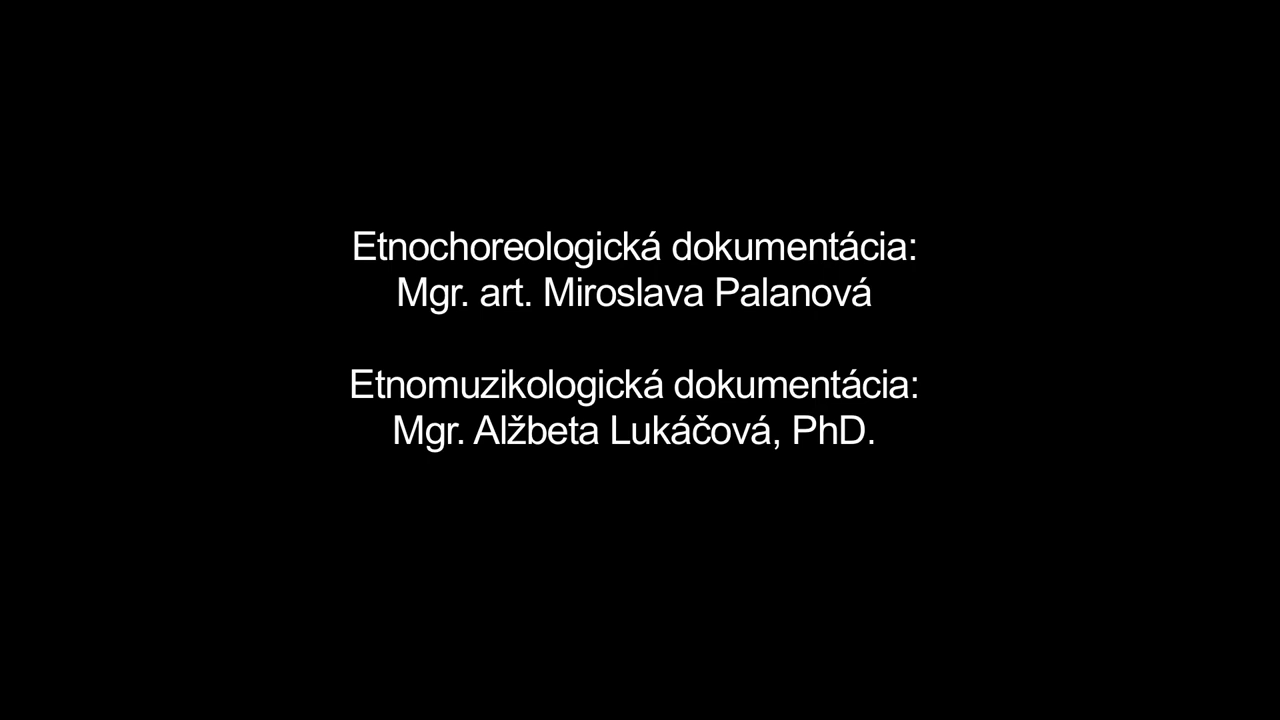 Etnochoreologická dokumentácia:
Mgr. art. Miroslava Palanová
Etnomuzikologická dokumentácia:
Mgr. Alžbeta Lukáčová, PhD.